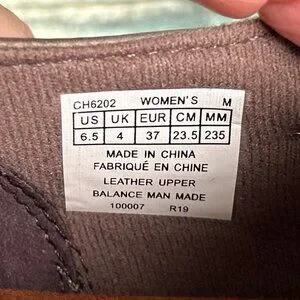 CH6202 WOMEN'S M
US UK EUR CM MM
6.5 4 37 23.5 235
MADE IN CHINA
FABRIQUÉ EN CHINE
LEATHER UPPER
BALANCE MAN MADE
100007 R19